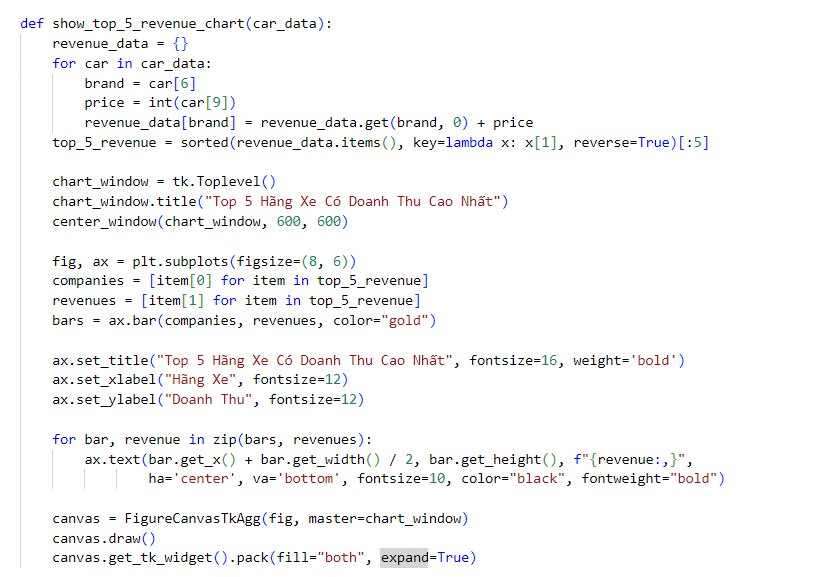 def show_top_5_revenue_chart(car_data):
    revenue_data = {}
    for car in car_data:
        brand = car[6]
        price = int(car[9])
        revenue_data[brand] = revenue_data.get(brand, 0) + price
    top_5_revenue = sorted(revenue_data.items(), key=lambda x: x[1], reverse=True)[:5]

    chart_window = tk.Toplevel()
    chart_window.title("Top 5 Hãng Xe Có Doanh Thu Cao Nhất")
    center_window(chart_window, 600, 600)

    fig, ax = plt.subplots(figsize=(8, 6))
    companies = [item[0] for item in top_5_revenue]
    revenues = [item[1] for item in top_5_revenue]
    bars = ax.bar(companies, revenues, color="gold")

    ax.set_title("Top 5 Hãng Xe Có Doanh Thu Cao Nhất", fontsize=16, weight='bold')
    ax.set_xlabel("Hãng Xe", fontsize=12)
    ax.set_ylabel("Doanh Thu", fontsize=12)

    for bar, revenue in zip(bars, revenues):
        ax.text(bar.get_x() + bar.get_width() / 2, bar.get_height(), f"{revenue:,}",
                ha='center', va='bottom', fontsize=10, color="black", fontweight="bold")

    canvas = FigureCanvasTkAgg(fig, master=chart_window)
    canvas.draw()
    canvas.get_tk_widget().pack(fill="both", expand=True)